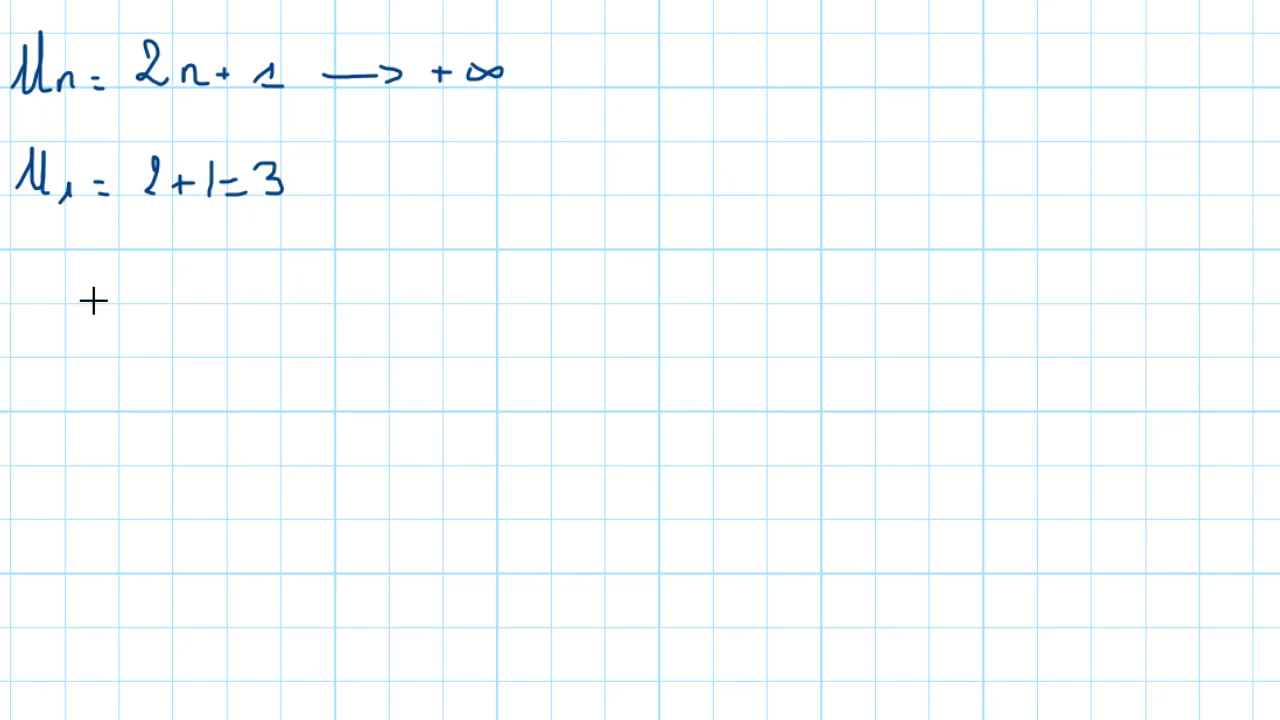 Un = 2n + 1 ⟶ + ∞
U₁ = 2 + 1 = 3